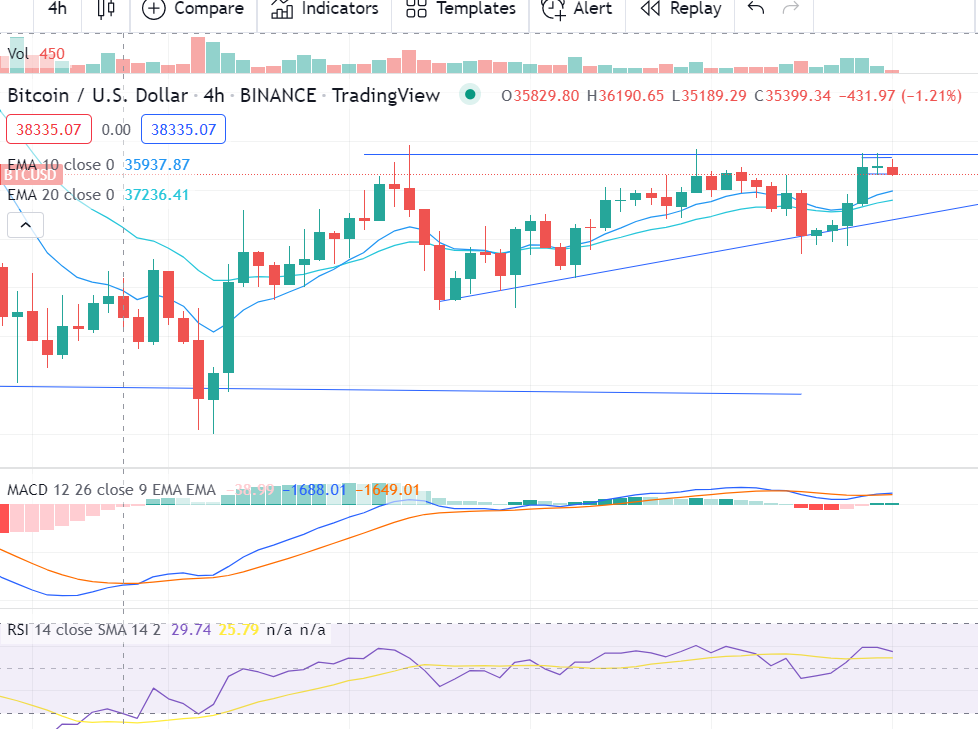 4h Compare Indicators Templates Alert Replay
Vol 450
Bitcoin / U.S. Dollar · 4h · BINANCE · TradingView O35829.80 H36190.65 L35189.29 C35399.34 −431.97 (−1.21%)
38335.07 0.00 38335.07
EMA 10 close 0 35937.87
BTCUSD
EMA 20 close 0 37236.41
MACD 12 26 close 9 EMA EMA −38.99 −1688.01 −1649.01
RSI 14 close SMA 14 2 29.74 25.79 n/a n/a